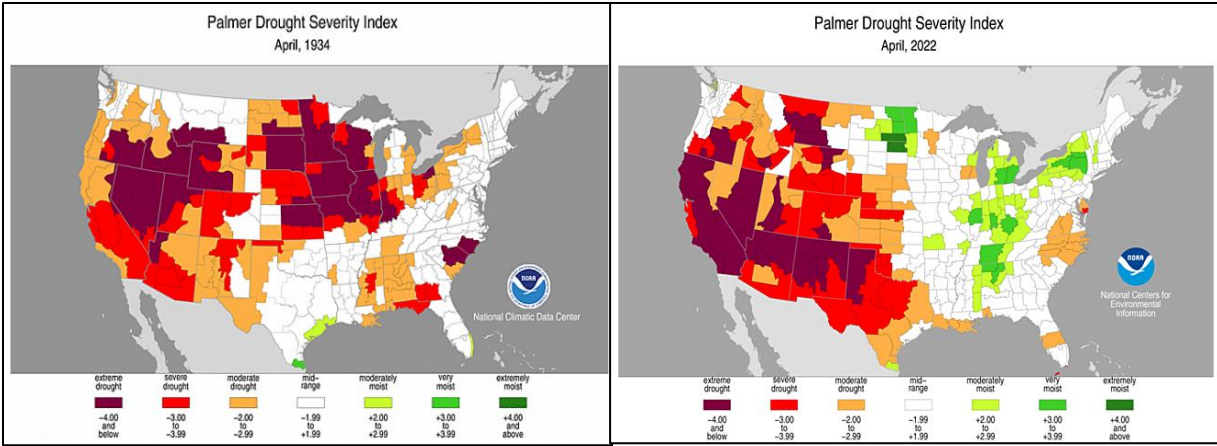 Palmer Drought Severity Index
April, 1934
NOAA
National Climatic Data Center
extreme drought
severe drought
moderate drought
mid-range
moderately moist
very moist
extremely moist
-4.00 and below
-3.00 to -3.99
-2.00 to -2.99
-1.99 to +1.99
+2.00 to +2.99
+3.00 to +3.99
+4.00 and above
Palmer Drought Severity Index
April, 2022
NOAA
National Centers for
Environmental
Information
extreme drought
severe drought
moderate drought
mid-range
moderately moist
very moist
extremely moist
-4.00 and below
-3.00 to -3.99
-2.00 to -2.99
-1.99 to +1.99
+2.00 to +2.99
+3.00 to +3.99
+4.00 and above